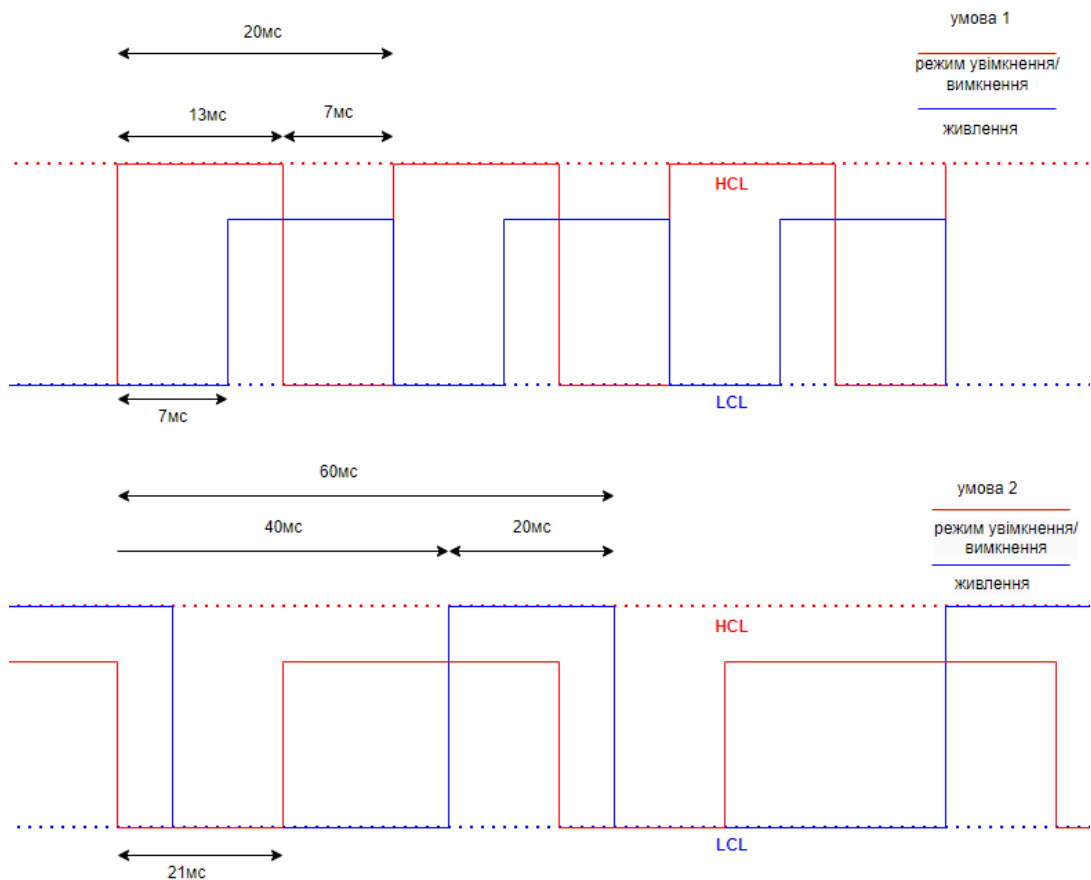 умова 1
20мс
режим увімкнення/
вимкнення
13мс
7мс
живлення
HCL
LCL
7мс
60мс
умова 2
40мс
20мс
режим увімкнення/
вимкнення
живлення
HCL
LCL
21мс